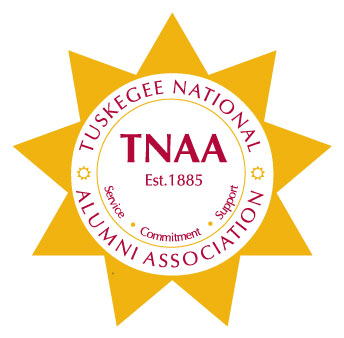 TUSKEGEE NATIONAL
TNAA
Est.1885
Service • Commitment • Support
ALUMNI ASSOCIATION